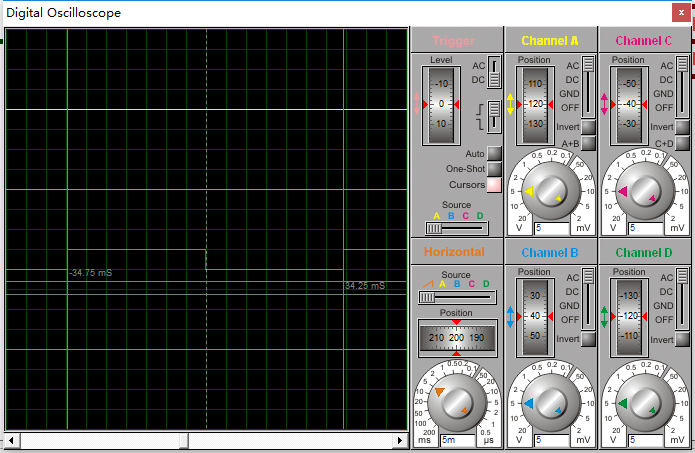 Digital Oscilloscope
x
-34.75 mS
34.25 mS
Trigger
Level
-10
0
10
AC
DC
Auto
One-Shot
Cursors
Source
A B C D
Channel A
Position
110
120
130
AC
DC
GND
OFF
Invert
A+B
20 10 5 2 1 0.5 0.2 0.1 50 20 10 5 2
V 5 mV
Channel C
Position
-50
-40
-30
AC
DC
GND
OFF
Invert
C+D
20 10 5 2 1 0.5 0.2 0.1 50 20 10 5 2
V 5 mV
Horizontal
Source
A B C D
Position
210 200 190
200 100 50 20 10 5 2 1 0.5 0.2 0.1 50 20 10 5 2 1 0.5
ms 5m µs
Channel B
Position
30
40
50
AC
DC
GND
OFF
Invert
20 10 5 2 1 0.5 0.2 0.1 50 20 10 5 2
V 5 mV
Channel D
Position
-130
-120
-110
AC
DC
GND
OFF
Invert
20 10 5 2 1 0.5 0.2 0.1 50 20 10 5 2
V 5 mV